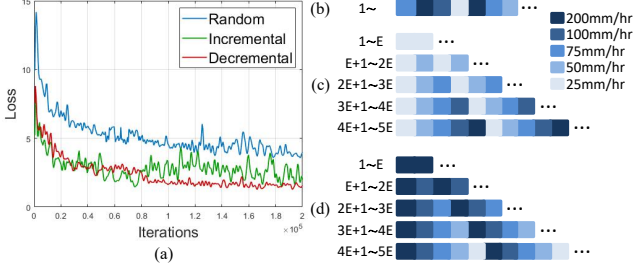 15
10
5
0
Loss
Random
Incremental
Decremental
0 0.2 0.4 0.6 0.8 1 1.2 1.4 1.6 1.8 2
× 10⁵
Iterations
(a)
(b) 1~ ...
200mm/hr
100mm/hr
75mm/hr
50mm/hr
25mm/hr
(c)
1~E ...
E+1~2E ...
2E+1~3E ...
3E+1~4E ...
4E+1~5E ...
(d)
1~E ...
E+1~2E ...
2E+1~3E ...
3E+1~4E ...
4E+1~5E ...